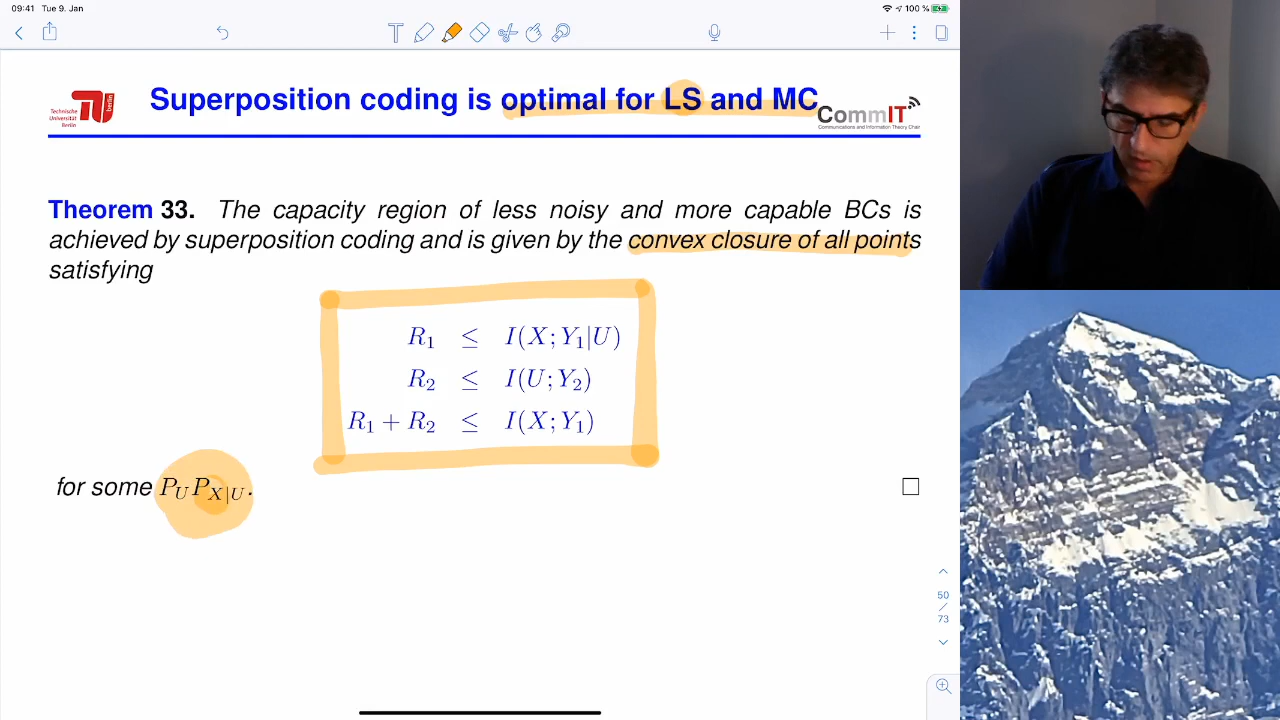 09:41 Tue 9. Jan
100 %
Superposition coding is optimal for LS and MC
Technische
Universität
Berlin
CommIT
Communications and Information Theory Chair
Theorem 33. The capacity region of less noisy and more capable BCs is
achieved by superposition coding and is given by the convex closure of all points
satisfying
R₁ ≤ I(X; Y₁|U)
R₂ ≤ I(U; Y₂)
R₁ + R₂ ≤ I(X; Y₁)
for some P_U P_{X|U}.
50
/
73